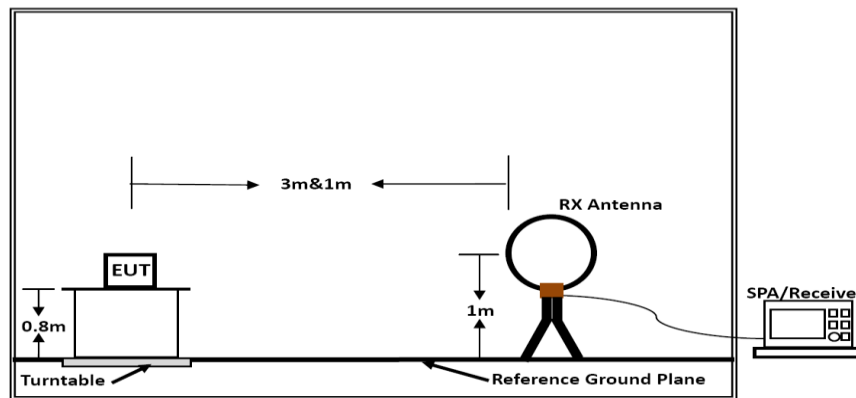 3m&1m
RX Antenna
EUT
SPA/Receive
0.8m
1m
Turntable
Reference Ground Plane